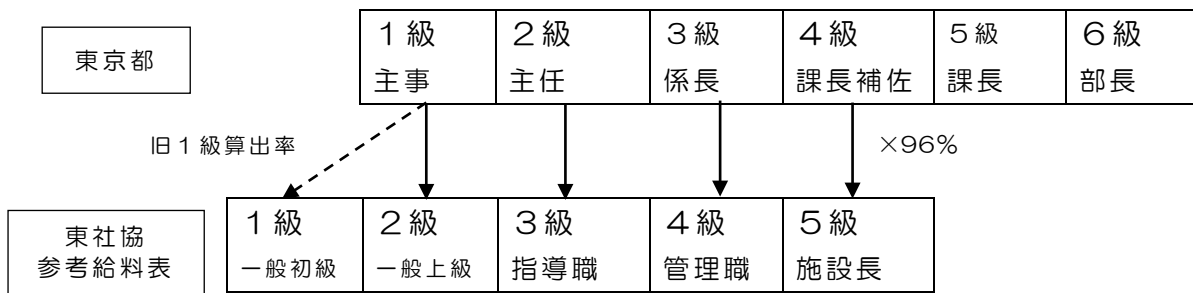 東京都
１級 ２級 ３級 ４級 ５級 ６級
主事 主任 係長 課長補佐 課長 部長
旧１級算出率
×96%
東社協
参考給料表
１級 ２級 ３級 ４級 ５級
一般初級 一般上級 指導職 管理職 施設長